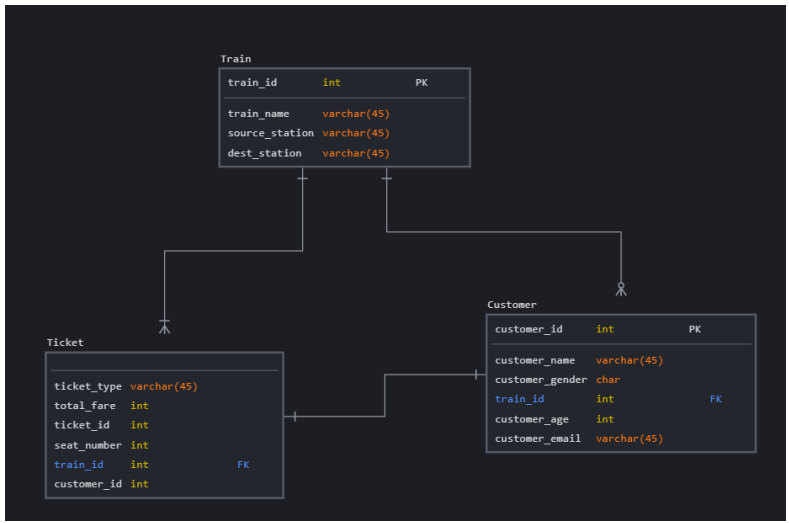 Train
train_id int PK
train_name varchar(45)
source_station varchar(45)
dest_station varchar(45)
Ticket
ticket_type varchar(45)
total_fare int
ticket_id int
seat_number int
train_id int FK
customer_id int
Customer
customer_id int PK
customer_name varchar(45)
customer_gender char
train_id int FK
customer_age int
customer_email varchar(45)